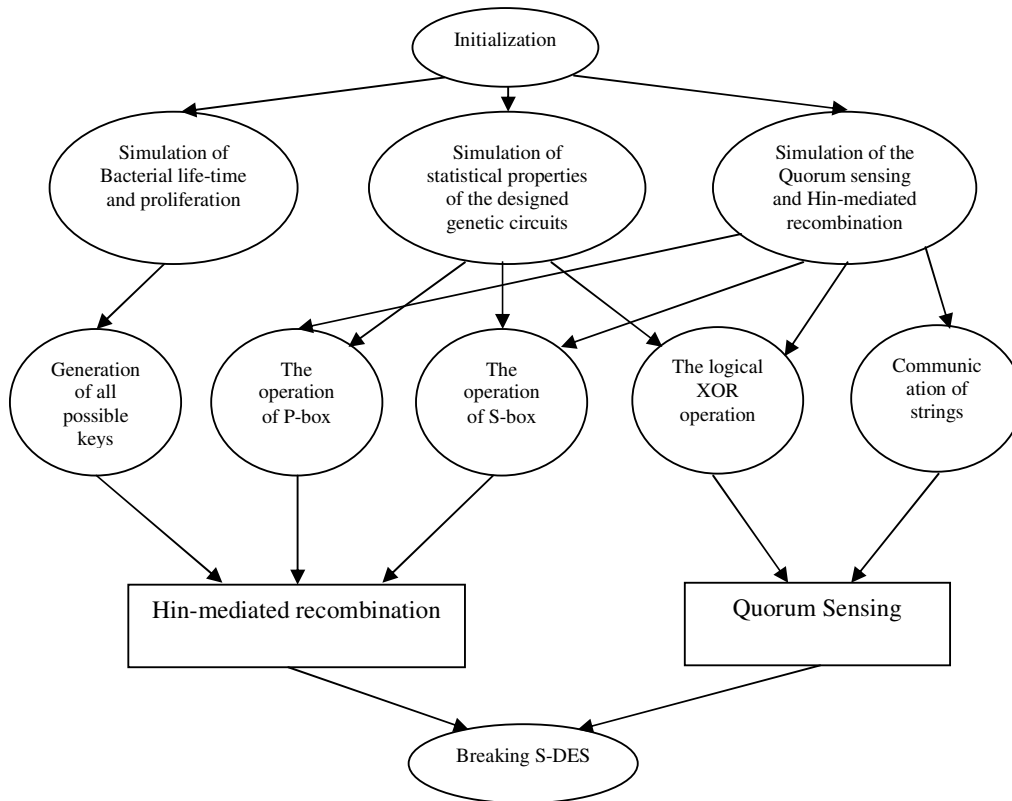 Initialization
Simulation of
Bacterial life-time
and proliferation
Simulation of
statistical properties
of the designed
genetic circuits
Simulation of the
Quorum sensing
and Hin-mediated
recombination
Generation
of all
possible
keys
The
operation
of P-box
The
operation
of S-box
The logical
XOR
operation
Communic
ation of
strings
Hin-mediated recombination
Quorum Sensing
Breaking S-DES